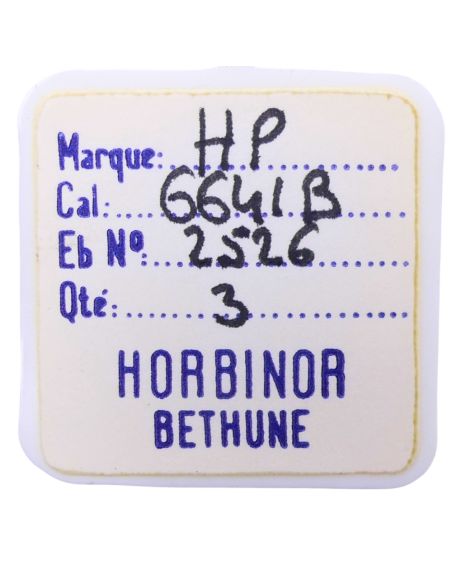 Marque: HP
Cal: 6641B
Eb Nº: 2526
Qté: 3
HORBINOR
BETHUNE